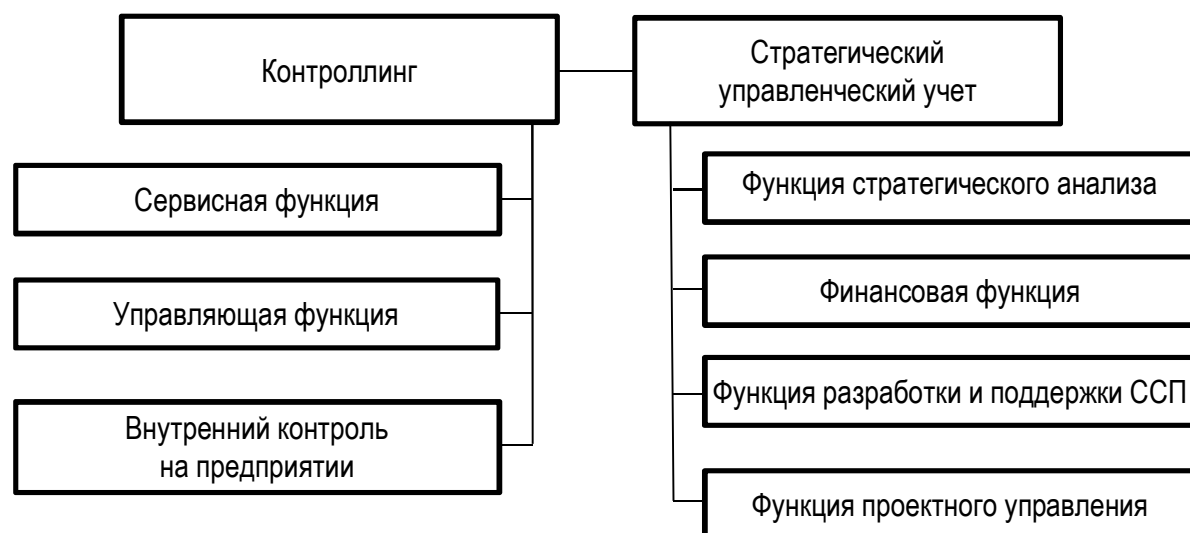 Контроллинг
Стратегический
управленческий учет
Сервисная функция
Управляющая функция
Внутренний контроль
на предприятии
Функция стратегического анализа
Финансовая функция
Функция разработки и поддержки ССП
Функция проектного управления